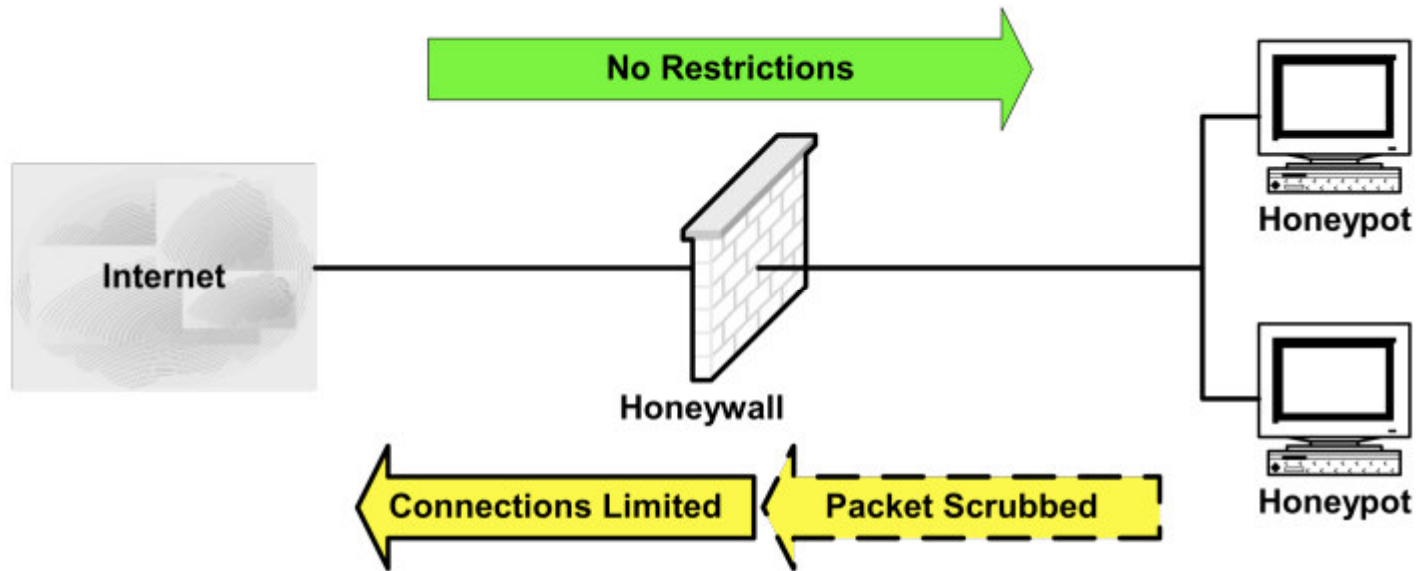 No Restrictions
Honeypot
Internet
Honeywall
Connections Limited
Packet Scrubbed
Honeypot